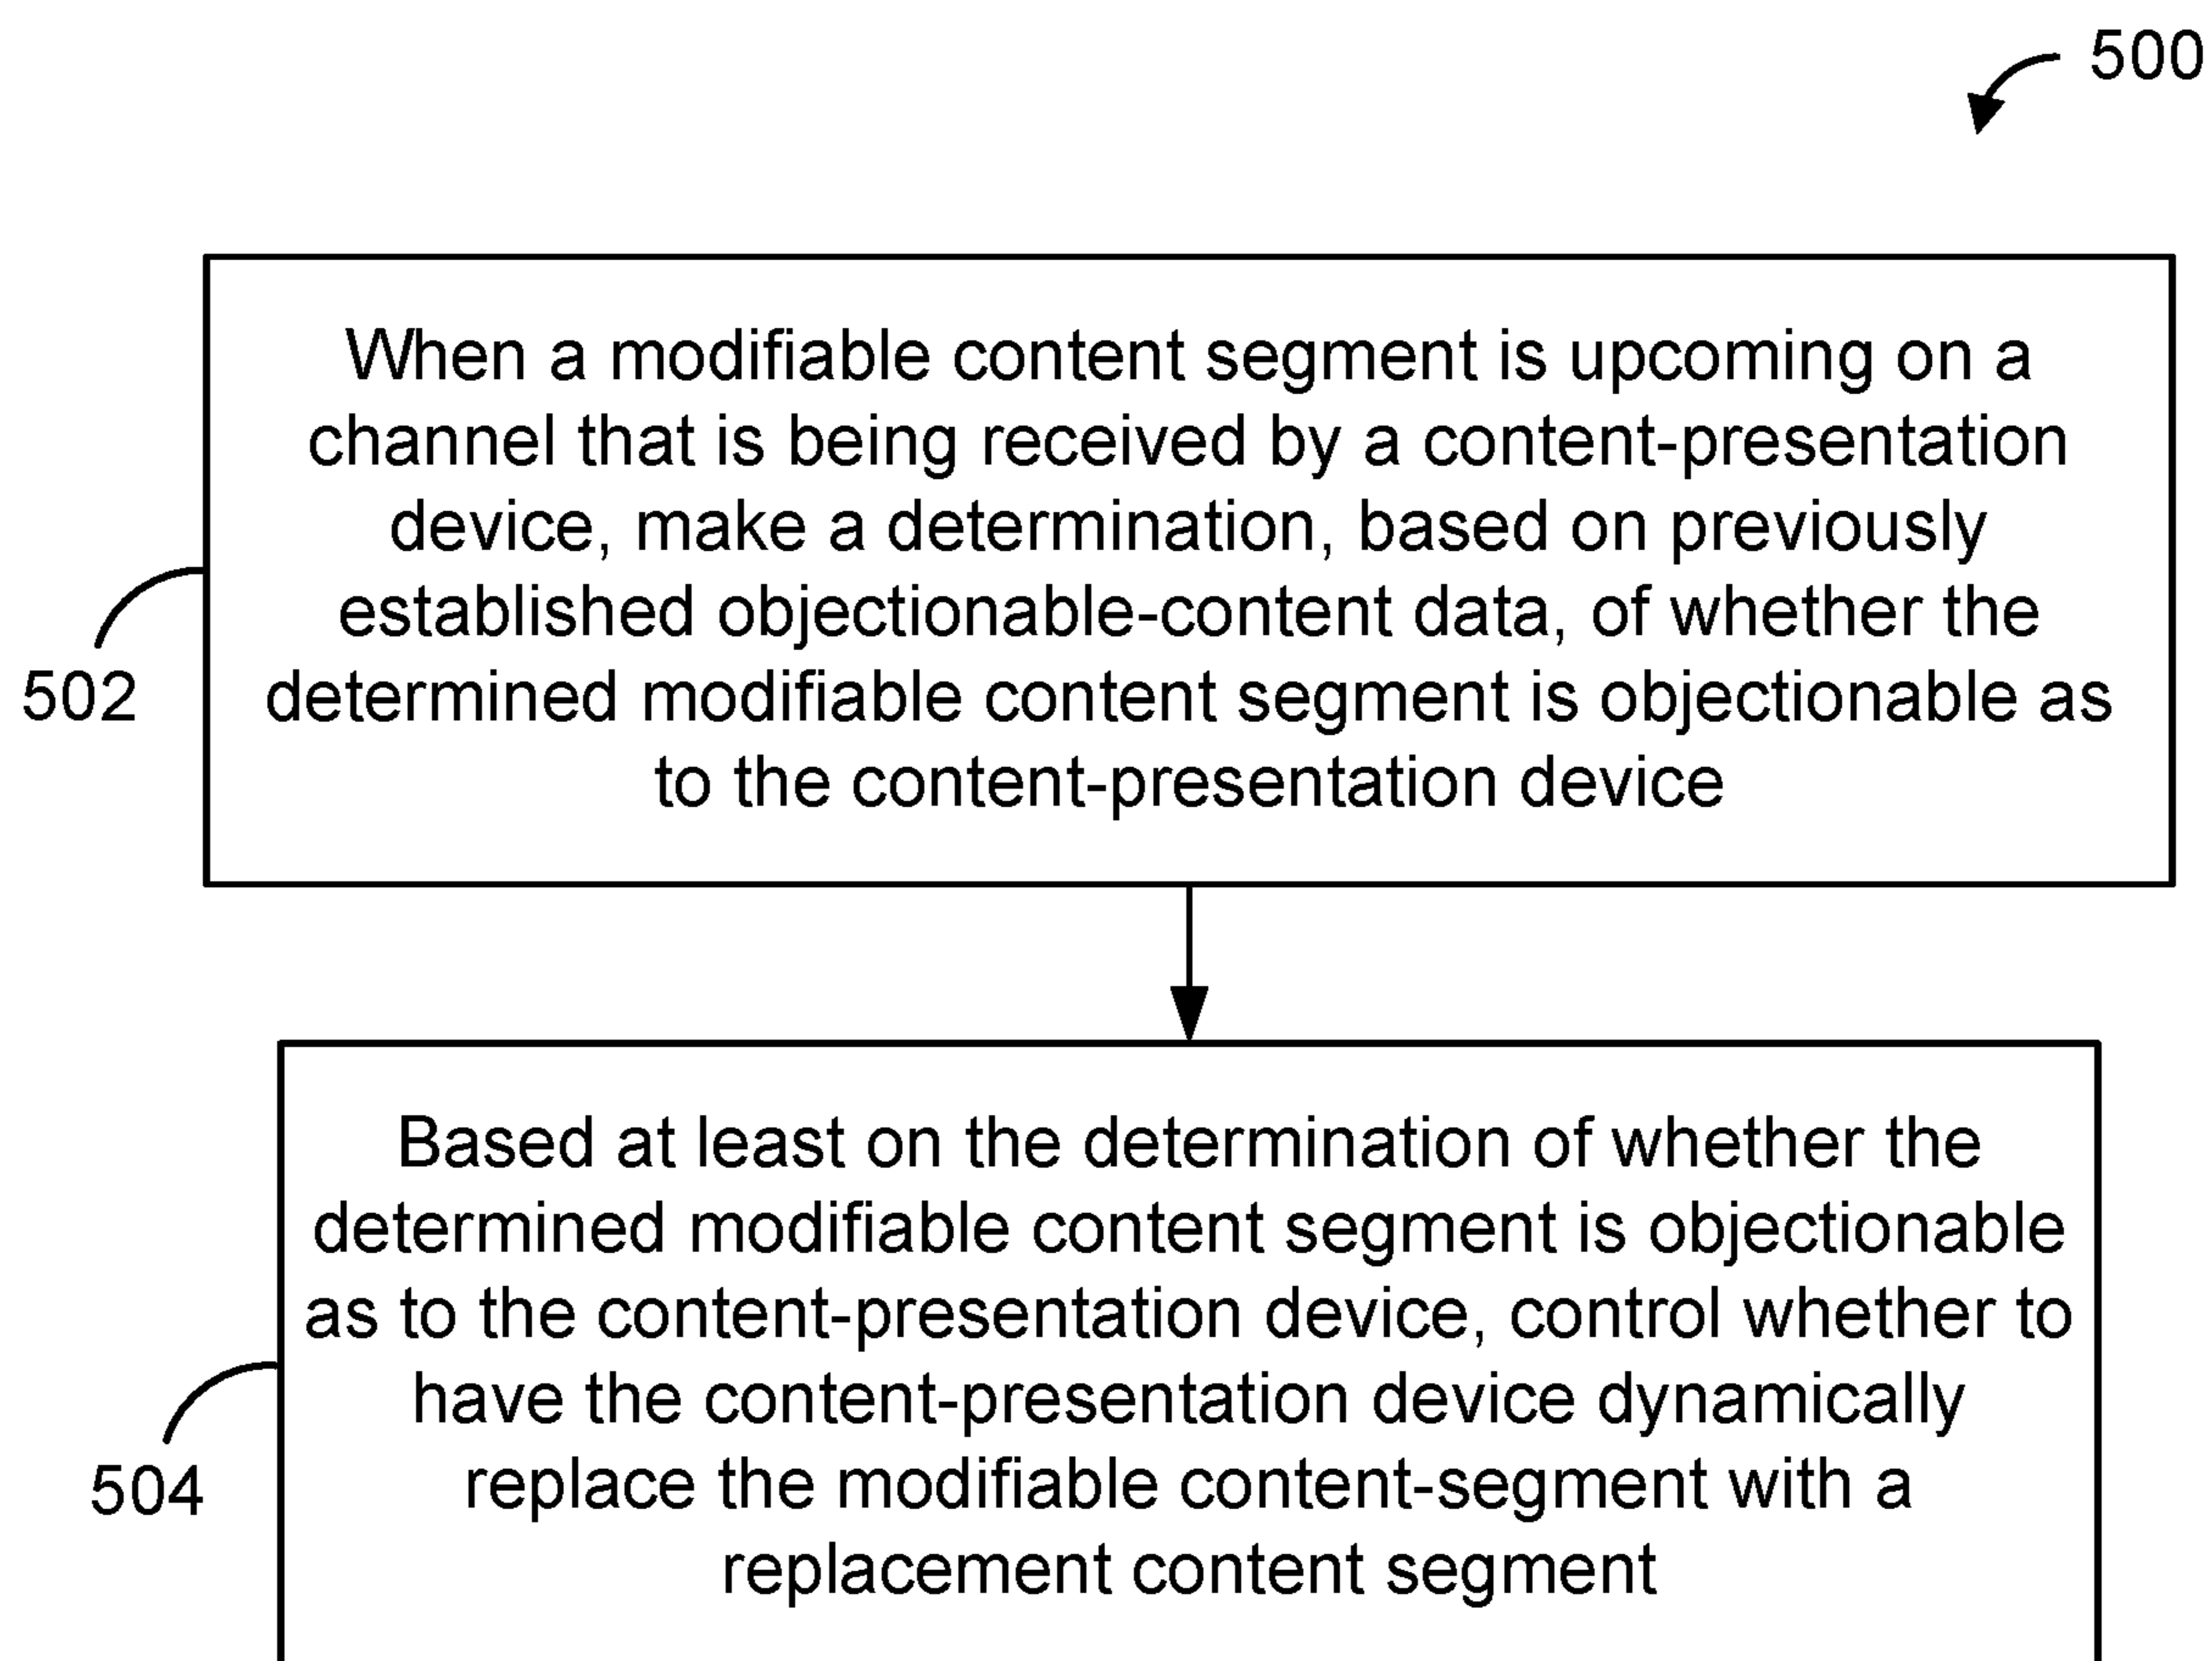 500
When a modifiable content segment is upcoming on a
channel that is being received by a content-presentation
device, make a determination, based on previously
established objectionable-content data, of whether the
determined modifiable content segment is objectionable as
to the content-presentation device
502
Based at least on the determination of whether the
determined modifiable content segment is objectionable
as to the content-presentation device, control whether to
have the content-presentation device dynamically
replace the modifiable content-segment with a
replacement content segment
504